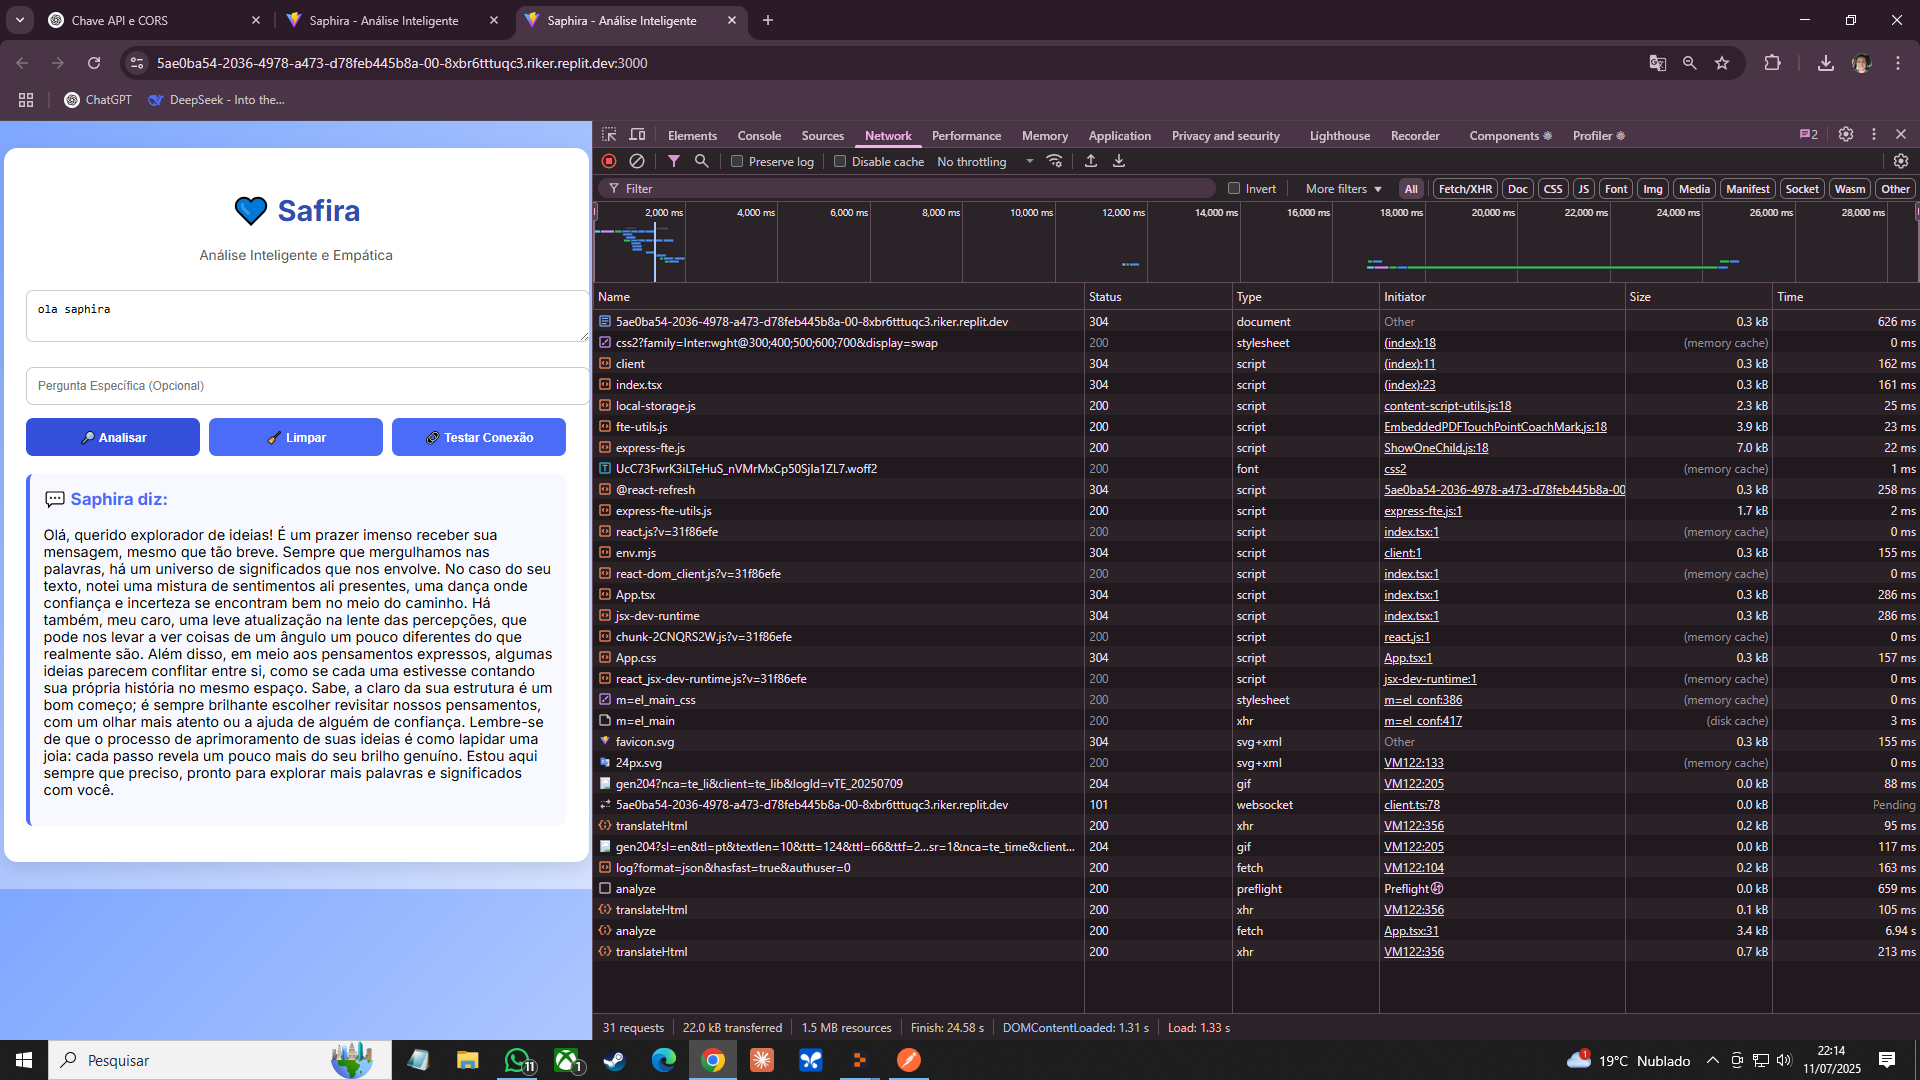 Chave API e CORS
Saphira - Análise Inteligente
Saphira - Análise Inteligente
5ae0ba54-2036-4978-a473-d78feb445b8a-00-8xbr6tttuqc3.riker.replit.dev:3000
ChatGPT
DeepSeek - Into the...
Safira
Análise Inteligente e Empática
ola saphira
Pergunta Específica (Opcional)
Analisar
Limpar
Testar Conexão
Saphira diz:
Olá, querido explorador de ideias! É um prazer imenso receber sua
mensagem, mesmo que tão breve. Sempre que mergulhamos nas
palavras, há um universo de significados que nos envolve. No caso do seu
texto, notei uma mistura de sentimentos ali presentes, uma dança onde
confiança e incerteza se encontram bem no meio do caminho. Há
também, meu caro, uma leve atualização na lente das percepções, que
pode nos levar a ver coisas de um ângulo um pouco diferentes do que
realmente são. Além disso, em meio aos pensamentos expressos, algumas
ideias parecem conflitar entre si, como se cada uma estivesse contando
sua própria história no mesmo espaço. Sabe, a claro da sua estrutura é um
bom começo; é sempre brilhante escolher revisitar nossos pensamentos,
com um olhar mais atento ou a ajuda de alguém de confiança. Lembre-se
de que o processo de aprimoramento de suas ideias é como lapidar uma
joia: cada passo revela um pouco mais do seu brilho genuíno. Estou aqui
sempre que preciso, pronto para explorar mais palavras e significados
com você.
Elements Console Sources Network Performance Memory Application Privacy and security Lighthouse Recorder Components Profiler 2
Preserve log Disable cache No throttling
Filter Invert More filters All Fetch/XHR Doc CSS JS Font Img Media Manifest Socket Wasm Other
2,000 ms 4,000 ms 6,000 ms 8,000 ms 10,000 ms 12,000 ms 14,000 ms 16,000 ms 18,000 ms 20,000 ms 22,000 ms 24,000 ms 26,000 ms 28,000 ms
Name Status Type Initiator Size Time
5ae0ba54-2036-4978-a473-d78feb445b8a-00-8xbr6tttuqc3.riker.replit.dev 304 document Other 0.3 kB 626 ms
css2?family=Inter:wght@300;400;500;600;700&display=swap 200 stylesheet (index):18 (memory cache) 0 ms
client 304 script (index):11 0.3 kB 162 ms
index.tsx 304 script (index):23 0.3 kB 161 ms
local-storage.js 200 script content-script-utils.js:18 2.3 kB 25 ms
fte-utils.js 200 script EmbeddedPDFTouchPointCoachMark.js:18 3.9 kB 23 ms
express-fte.js 200 script ShowOneChild.js:18 7.0 kB 22 ms
UcC73FwrK3iLTeHuS_nVMrMxCp50SjIa1ZL7.woff2 200 font css2 (memory cache) 1 ms
@react-refresh 304 script 5ae0ba54-2036-4978-a473-d78feb445b8a-00 0.3 kB 258 ms
express-fte-utils.js 200 script express-fte.js:1 1.7 kB 2 ms
react.js?v=31f86efe 200 script index.tsx:1 (memory cache) 0 ms
env.mjs 304 script client:1 0.3 kB 155 ms
react-dom_client.js?v=31f86efe 200 script index.tsx:1 (memory cache) 0 ms
App.tsx 304 script index.tsx:1 0.3 kB 286 ms
jsx-dev-runtime 304 script index.tsx:1 0.3 kB 286 ms
chunk-2CNQRS2W.js?v=31f86efe 200 script react.js:1 (memory cache) 0 ms
App.css 304 script App.tsx:1 0.3 kB 157 ms
react_jsx-dev-runtime.js?v=31f86efe 200 script jsx-dev-runtime:1 (memory cache) 0 ms
m=el_main_css 200 stylesheet m=el_conf:386 (memory cache) 0 ms
m=el_main 200 xhr m=el_conf:417 (disk cache) 3 ms
favicon.svg 304 svg+xml Other 0.3 kB 155 ms
24px.svg 200 svg+xml VM122:133 (memory cache) 0 ms
gen204?nca=te_li&client=te_lib&logId=vTE_20250709 204 gif VM122:205 0.0 kB 88 ms
5ae0ba54-2036-4978-a473-d78feb445b8a-00-8xbr6tttuqc3.riker.replit.dev 101 websocket client.ts:78 0.0 kB Pending
translateHtml 200 xhr VM122:356 0.2 kB 95 ms
gen204?sl=en&tl=pt&textlen=10&ttt=124&ttl=66&ttf=2...sr=1&nca=te_time&client... 204 gif VM122:205 0.0 kB 117 ms
log?format=json&hasfast=true&authuser=0 200 fetch VM122:104 0.2 kB 163 ms
analyze 200 preflight Preflight 0.0 kB 659 ms
translateHtml 200 xhr VM122:356 0.1 kB 105 ms
analyze 200 fetch App.tsx:31 3.4 kB 6.94 s
translateHtml 200 xhr VM122:356 0.7 kB 213 ms
31 requests 22.0 kB transferred 1.5 MB resources Finish: 24.58 s DOMContentLoaded: 1.31 s Load: 1.33 s
Pesquisar
11
1
1
19°C Nublado
22:14
11/07/2025